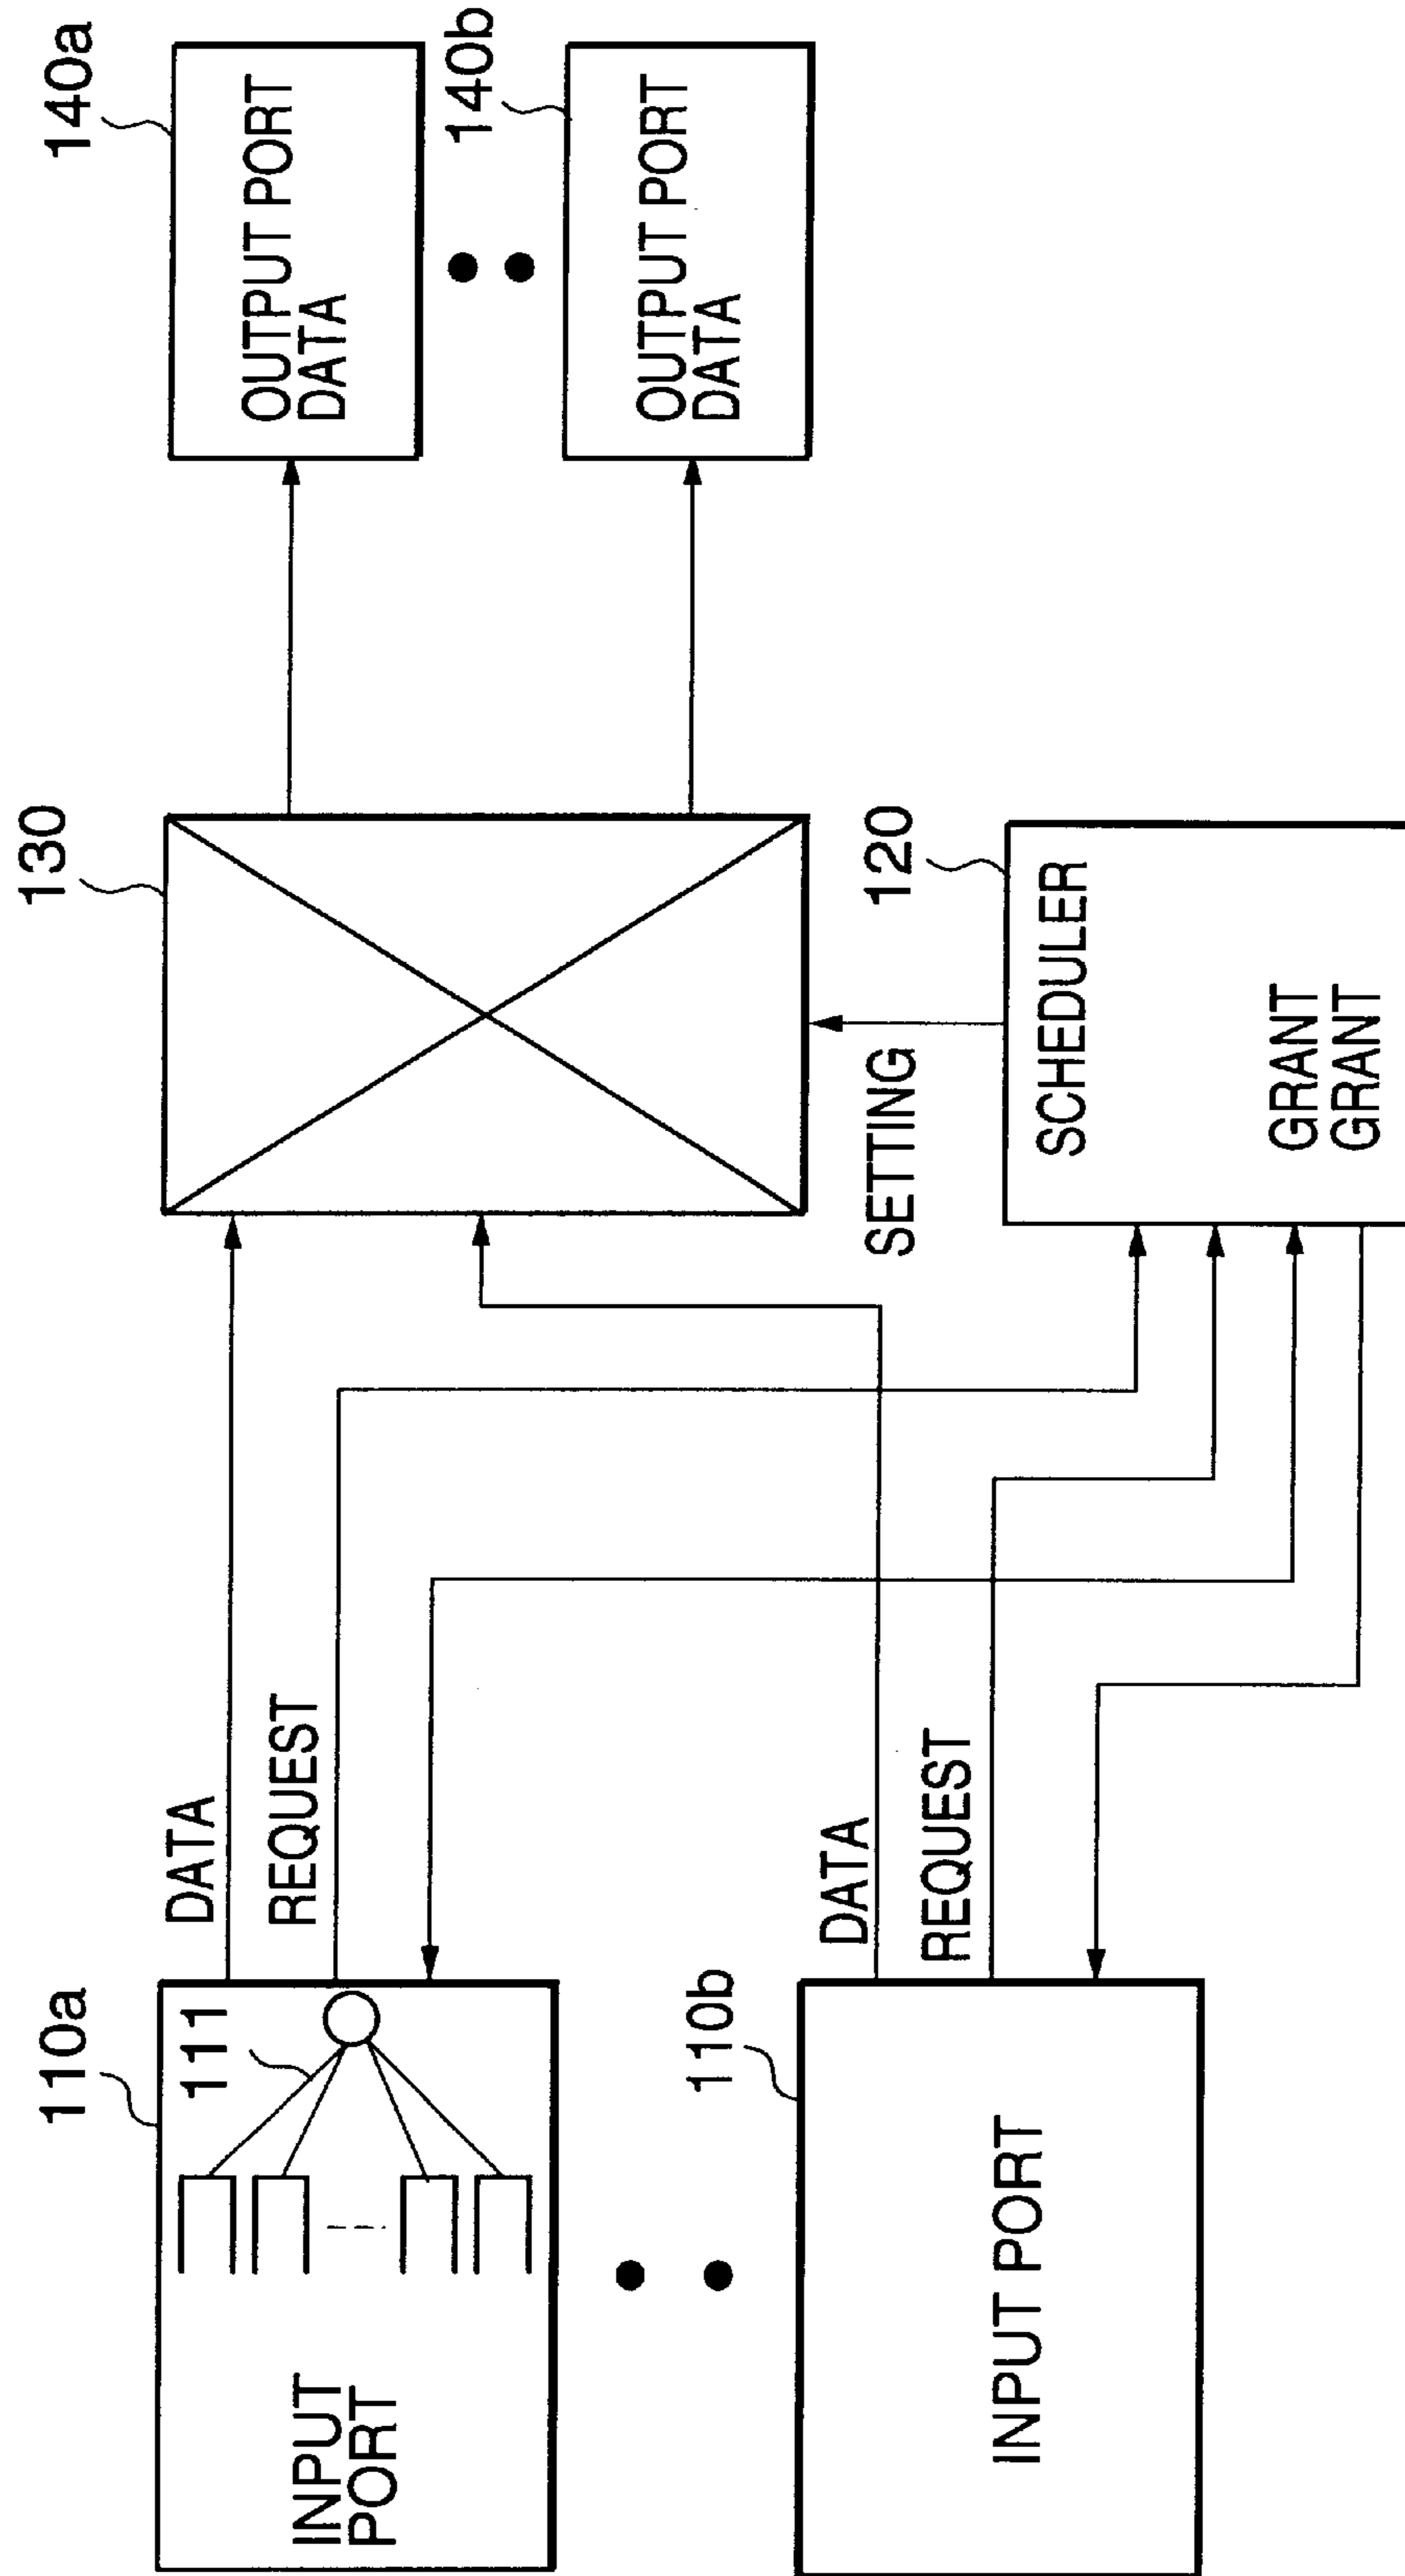 110a
111
INPUT
PORT
DATA
REQUEST
110b
INPUT PORT
DATA
REQUEST
130
SETTING
120
SCHEDULER
GRANT
GRANT
140a
OUTPUT PORT
DATA
140b
OUTPUT PORT
DATA